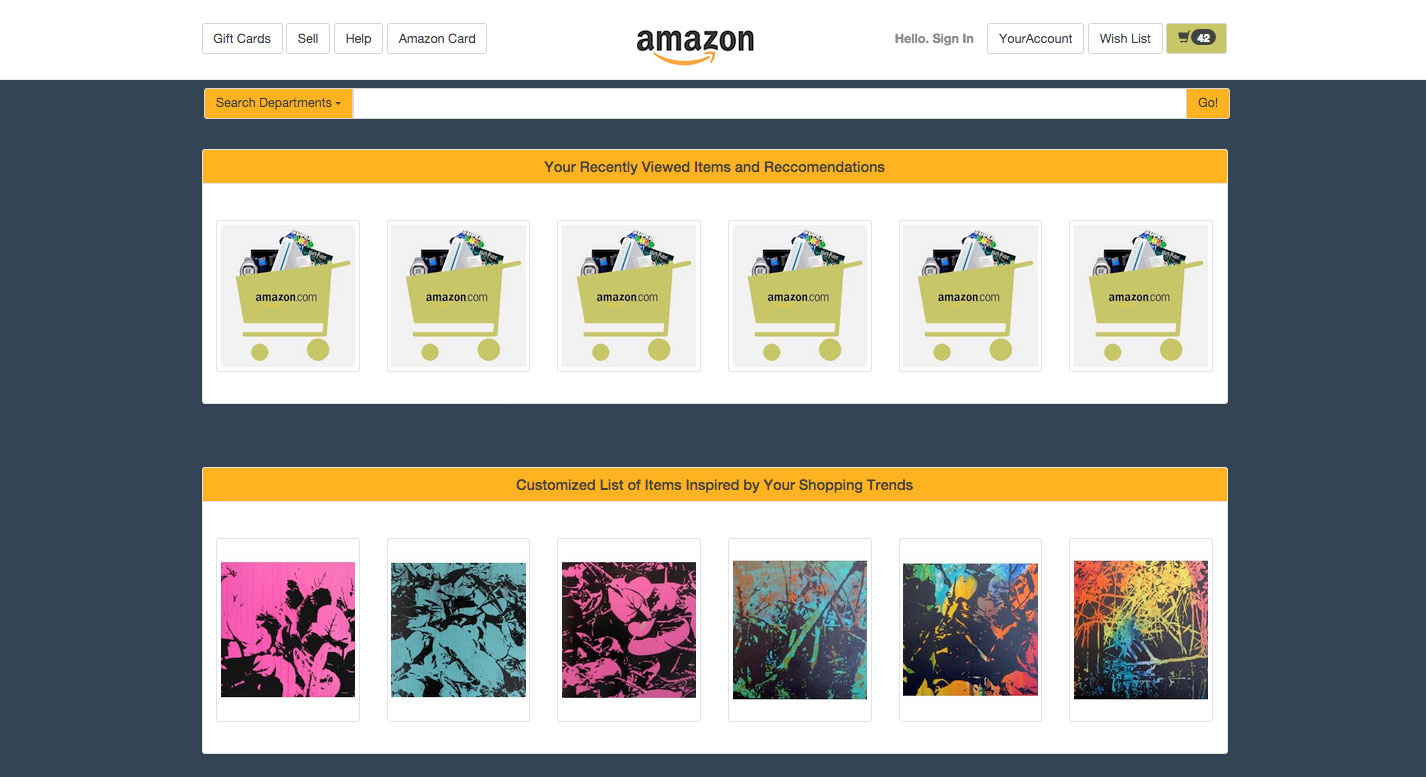 Gift Cards Sell Help Amazon Card amazon Hello. Sign In YourAccount Wish List 42
Search Departments Go!
Your Recently Viewed Items and Reccomendations
amazon.com amazon.com amazon.com amazon.com amazon.com amazon.com
Customized List of Items Inspired by Your Shopping Trends